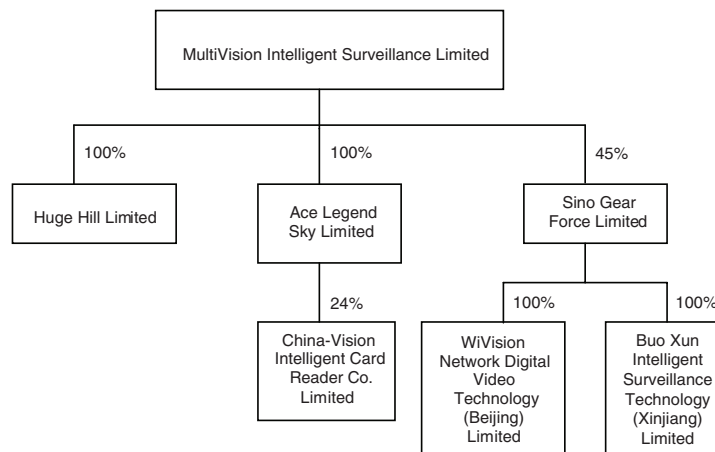 MultiVision Intelligent Surveillance Limited
100%
100%
45%
Huge Hill Limited
Ace Legend
Sky Limited
Sino Gear
Force Limited
24%
100%
100%
China-Vision
Intelligent Card
Reader Co.
Limited
WiVision
Network Digital
Video
Technology
(Beijing)
Limited
Buo Xun
Intelligent
Surveillance
Technology
(Xinjiang)
Limited